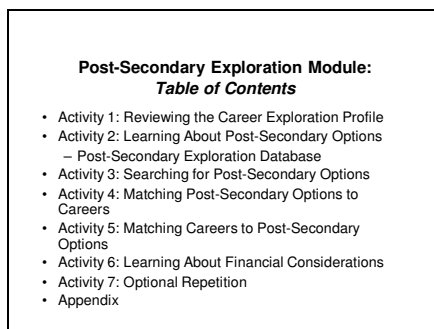 Post-Secondary Exploration Module:
Table of Contents
• Activity 1: Reviewing the Career Exploration Profile
• Activity 2: Learning About Post-Secondary Options
– Post-Secondary Exploration Database
• Activity 3: Searching for Post-Secondary Options
• Activity 4: Matching Post-Secondary Options to
Careers
• Activity 5: Matching Careers to Post-Secondary
Options
• Activity 6: Learning About Financial Considerations
• Activity 7: Optional Repetition
• Appendix